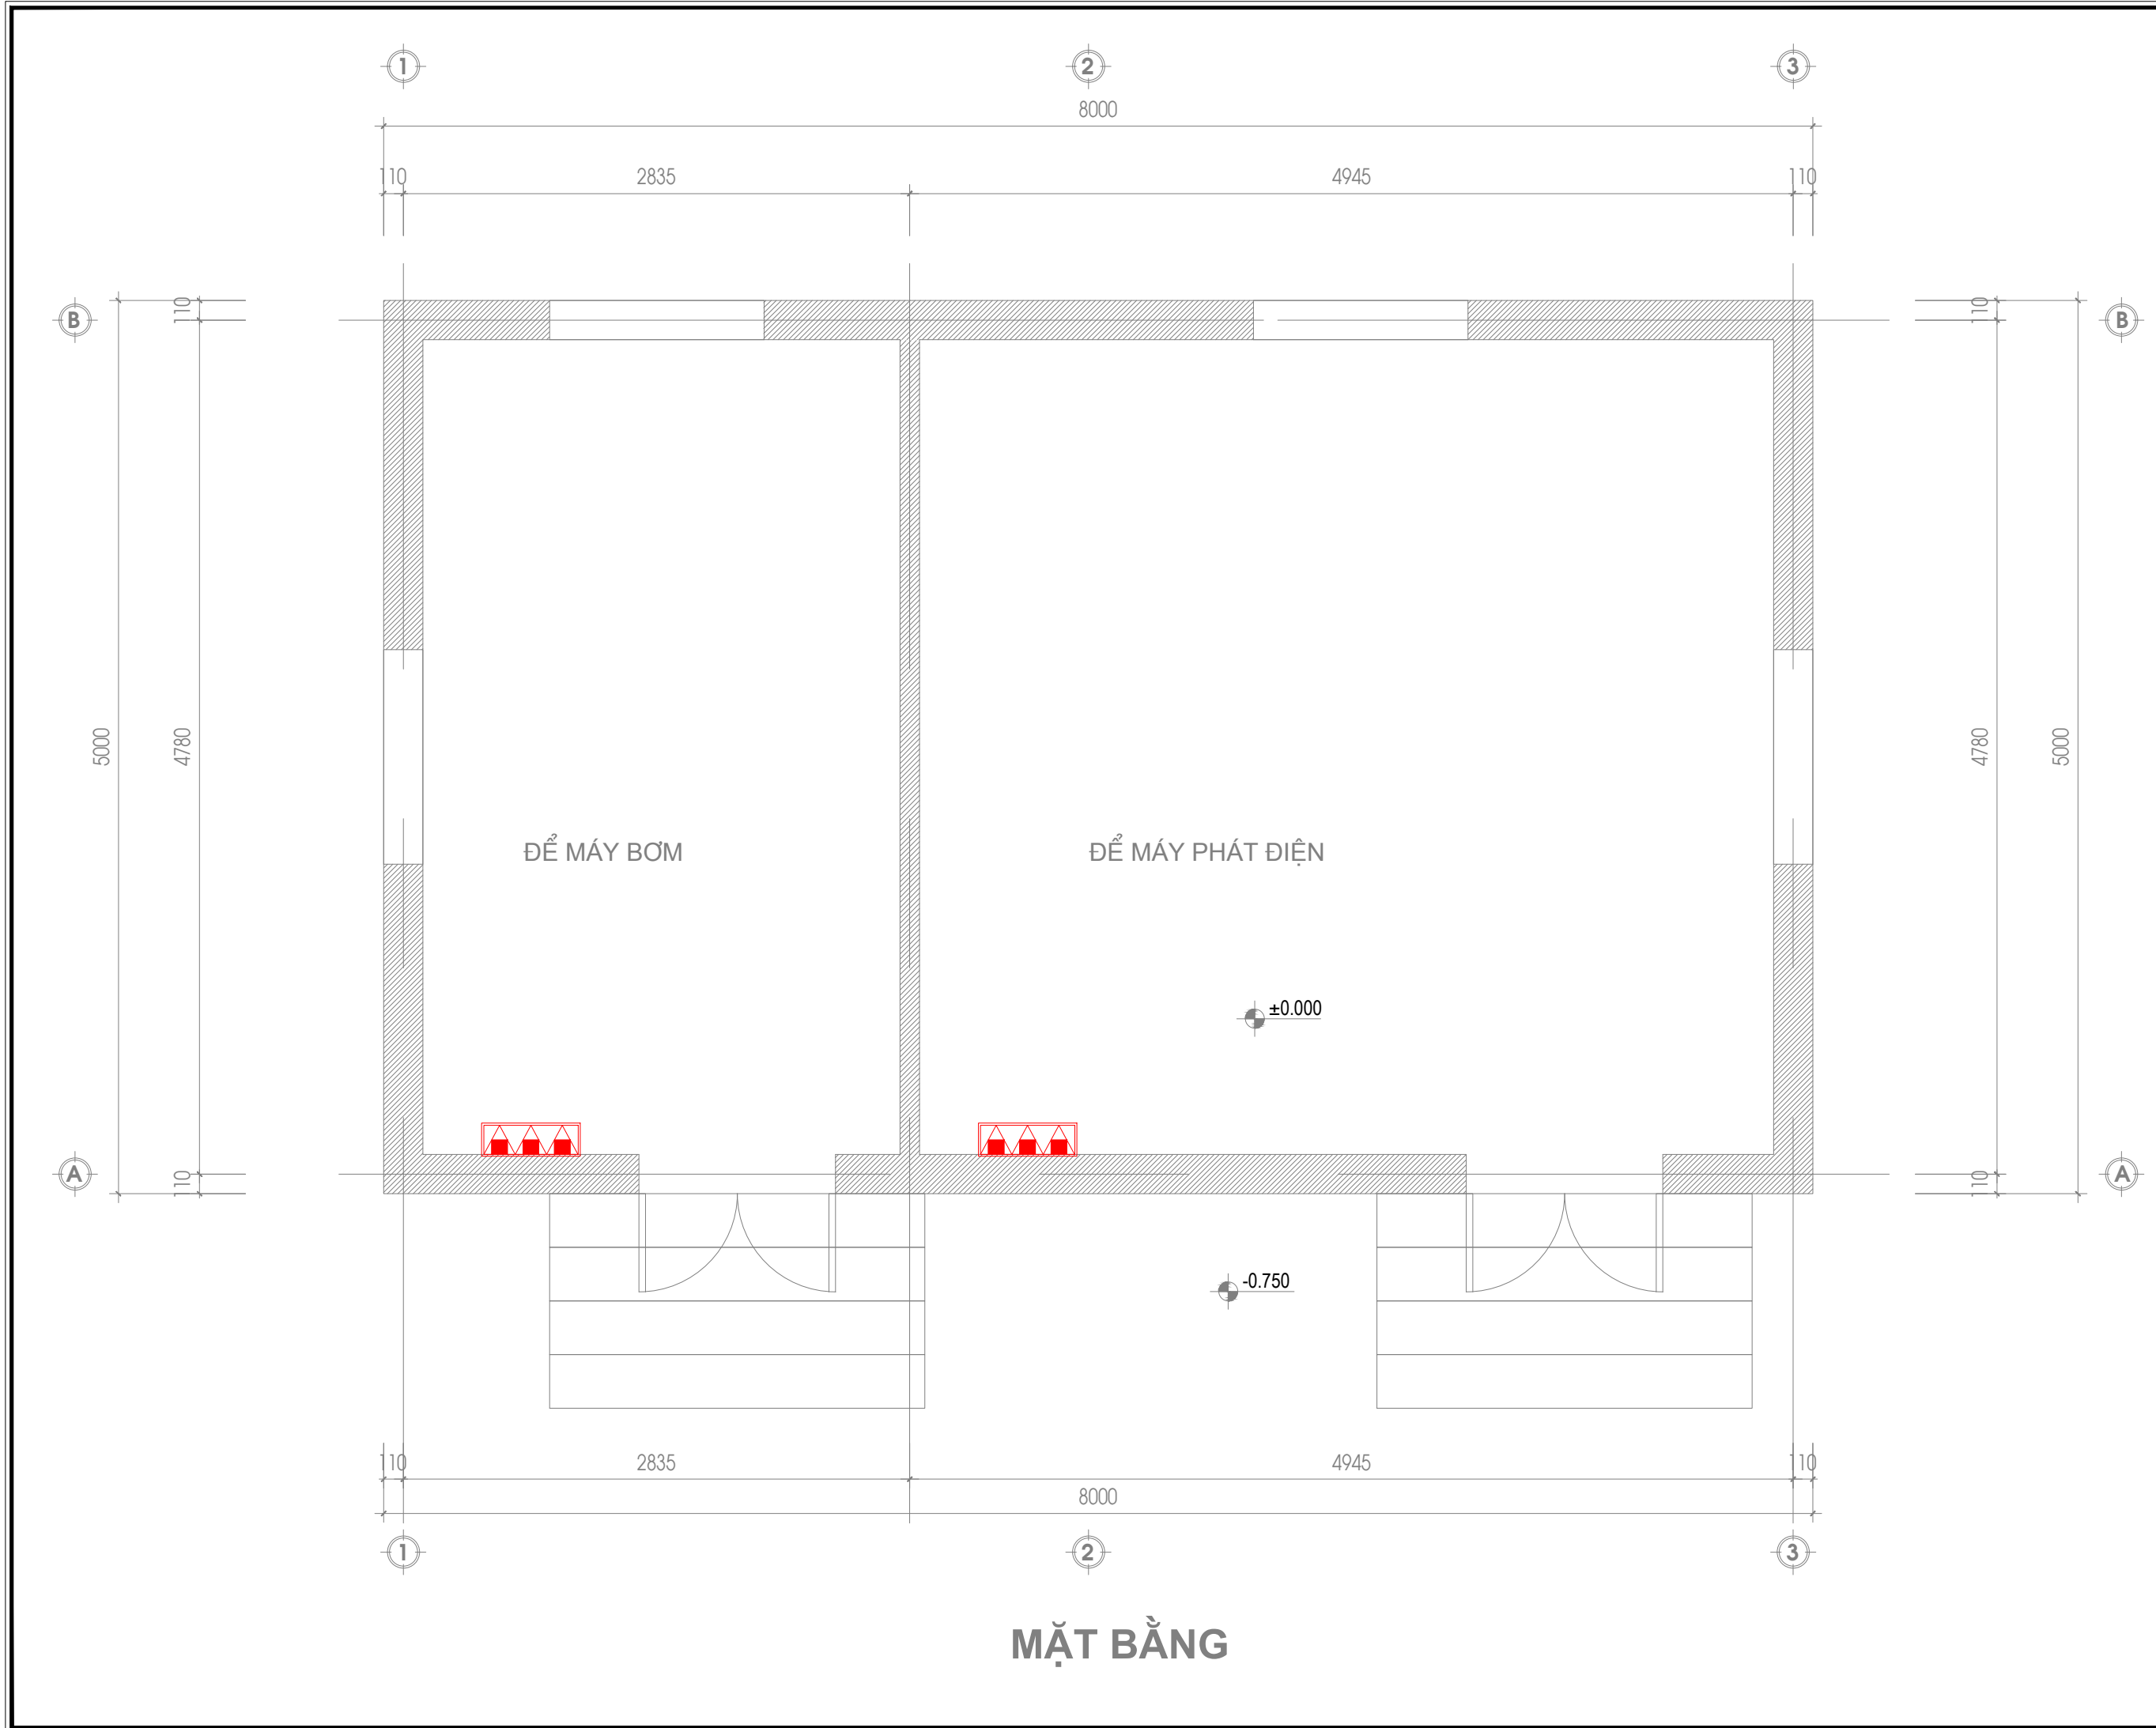 1 2 3
8000
110 2835 4945 110
B 110 110 B
5000 4780 4780 5000
ĐỂ MÁY BƠM ĐỂ MÁY PHÁT ĐIỆN
±0.000
A 110 110 A
-0.750
110 2835 4945 110
8000
1 2 3
MẶT BẰNG